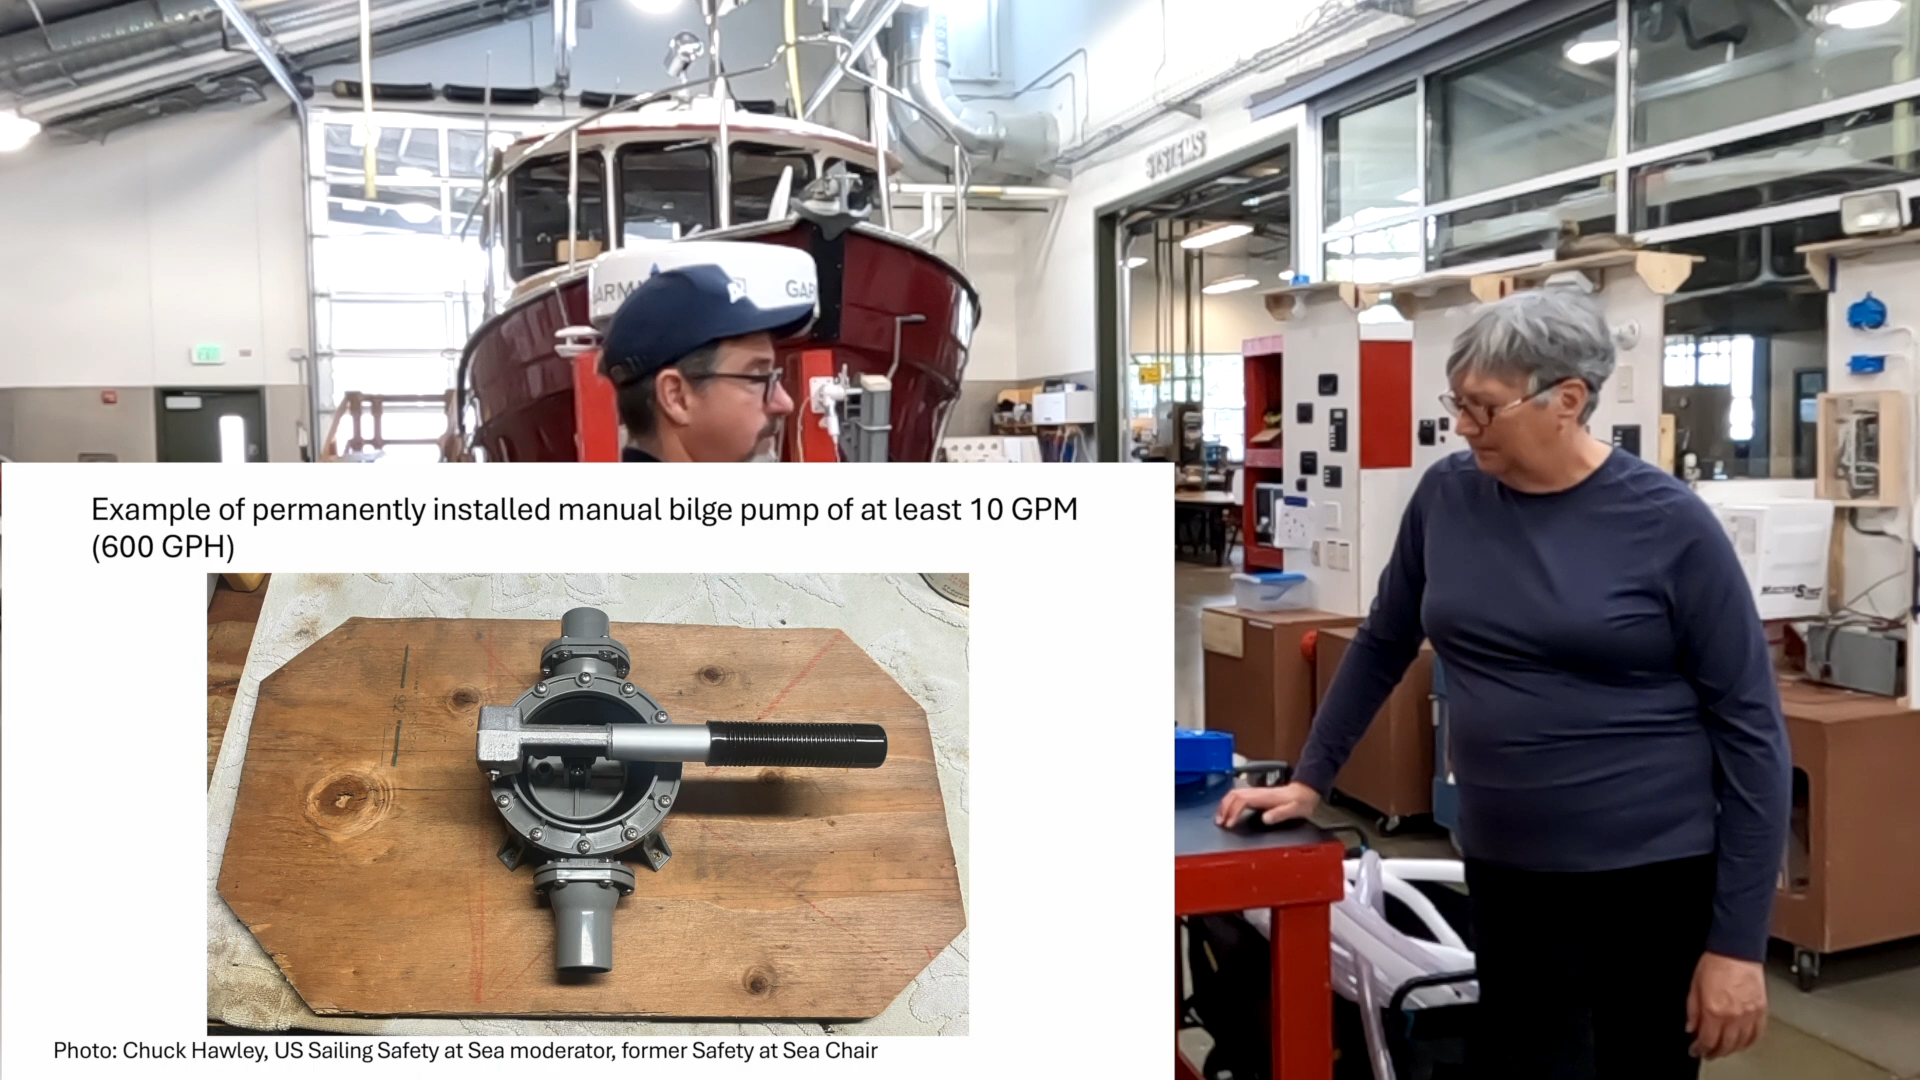 SYSTEMS
GAR
Example of permanently installed manual bilge pump of at least 10 GPM
(600 GPH)
Photo: Chuck Hawley, US Sailing Safety at Sea moderator, former Safety at Sea Chair